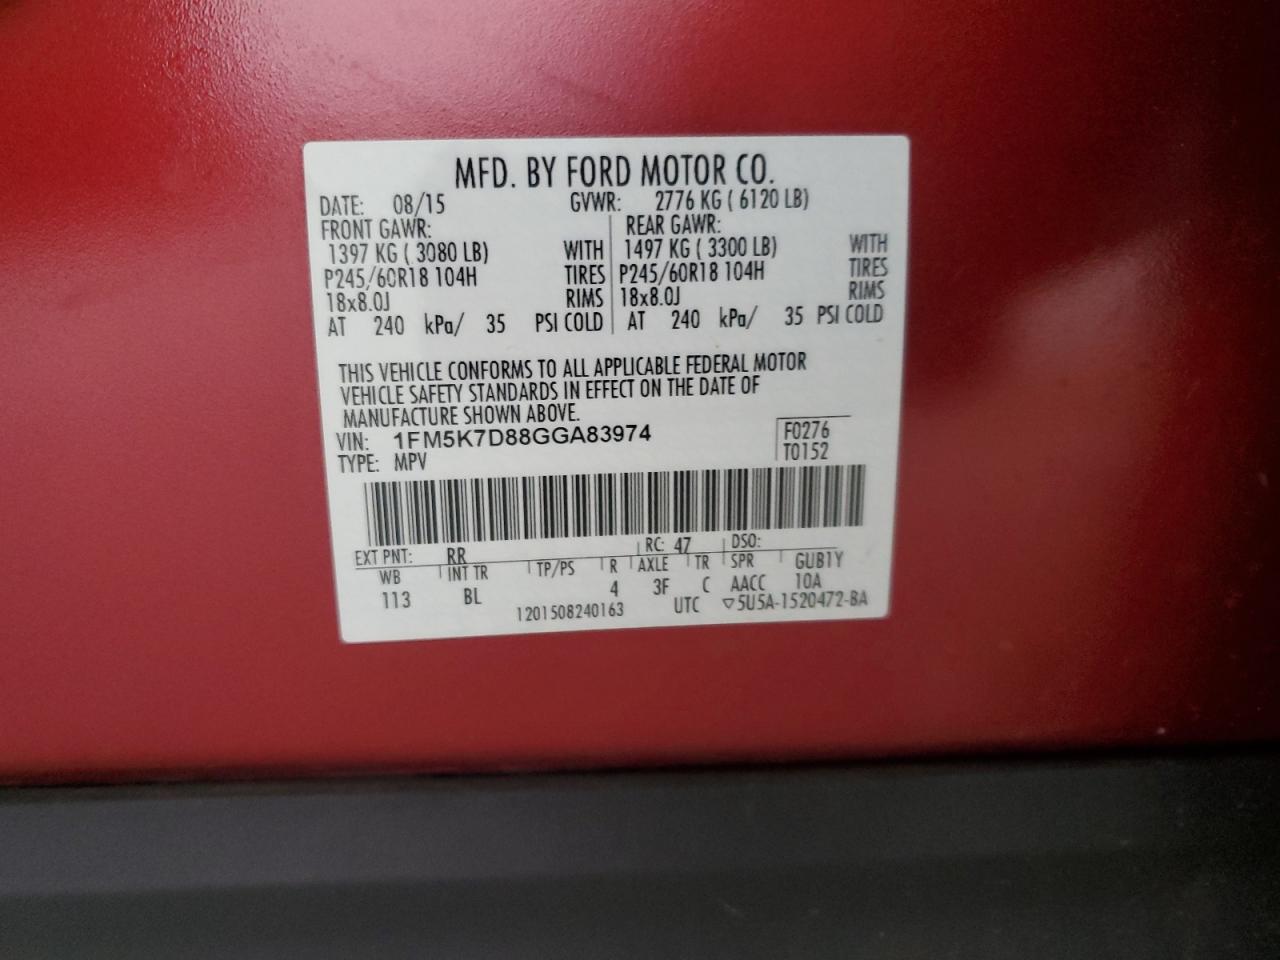 MFD. BY FORD MOTOR CO.
DATE: 08/15 GVWR: 2776 KG ( 6120 LB)
FRONT GAWR: REAR GAWR:
1397 KG ( 3080 LB) WITH 1497 KG ( 3300 LB) WITH
P245/60R18 104H TIRES P245/60R18 104H TIRES
18x8.0J RIMS 18x8.0J RIMS
AT 240 kPa/ 35 PSI COLD AT 240 kPa/ 35 PSI COLD
THIS VEHICLE CONFORMS TO ALL APPLICABLE FEDERAL MOTOR
VEHICLE SAFETY STANDARDS IN EFFECT ON THE DATE OF
MANUFACTURE SHOWN ABOVE.
VIN: 1FM5K7D88GGA83974 F0276
TYPE: MPV T0152
EXT PNT: RR RC: 47 DSO:
WB INT TR TP/PS R AXLE TR SPR GUB1Y
113 BL 4 3F C AACC 10A
1201508240163 UTC ▽5U5A-1520472-BA